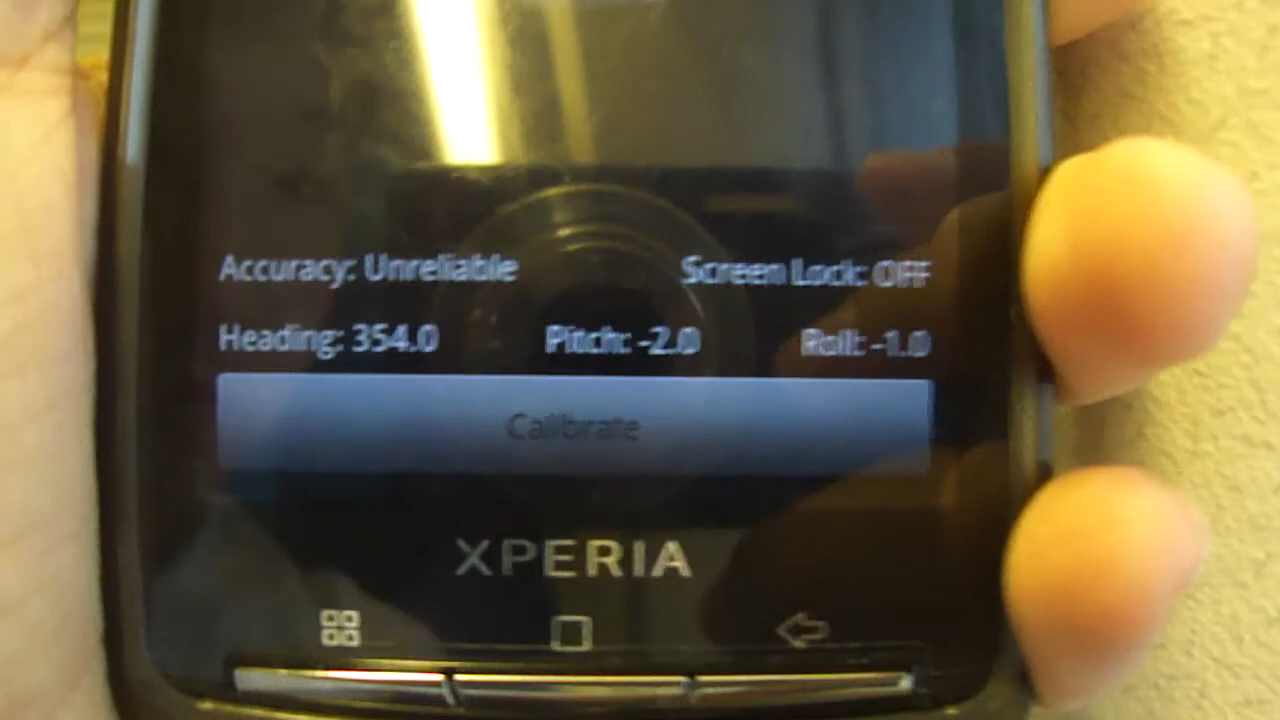 Accuracy: Unreliable Screen Lock: OFF
Heading: 354.0 Pitch: -2.0 Roll: -1.0
Calibrate
XPERIA